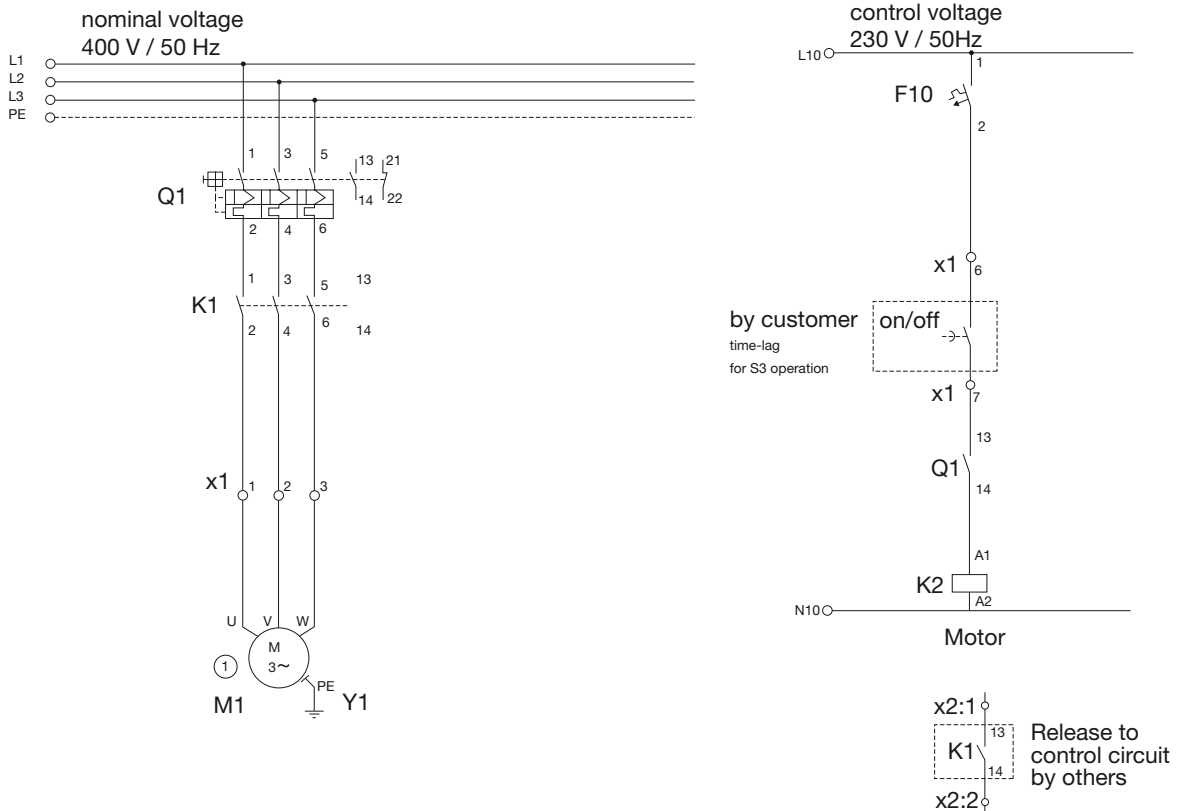 nominal voltage
400 V / 50 Hz
L1
L2
L3
PE
1 3 5 13 21
Q1 14 22
2 4 6
1 3 5 13
K1
2 4 6 14
x1 1 2 3
U V W
M
3~
1
PE
M1 Y1
control voltage
230 V / 50Hz
L10
1
F10
2
x1 6
by customer on/off
time-lag
for S3 operation
x1 7
13
Q1
14
A1
K2
A2
N10
Motor
x2:1
13
K1
14
x2:2
Release to
control circuit
by others